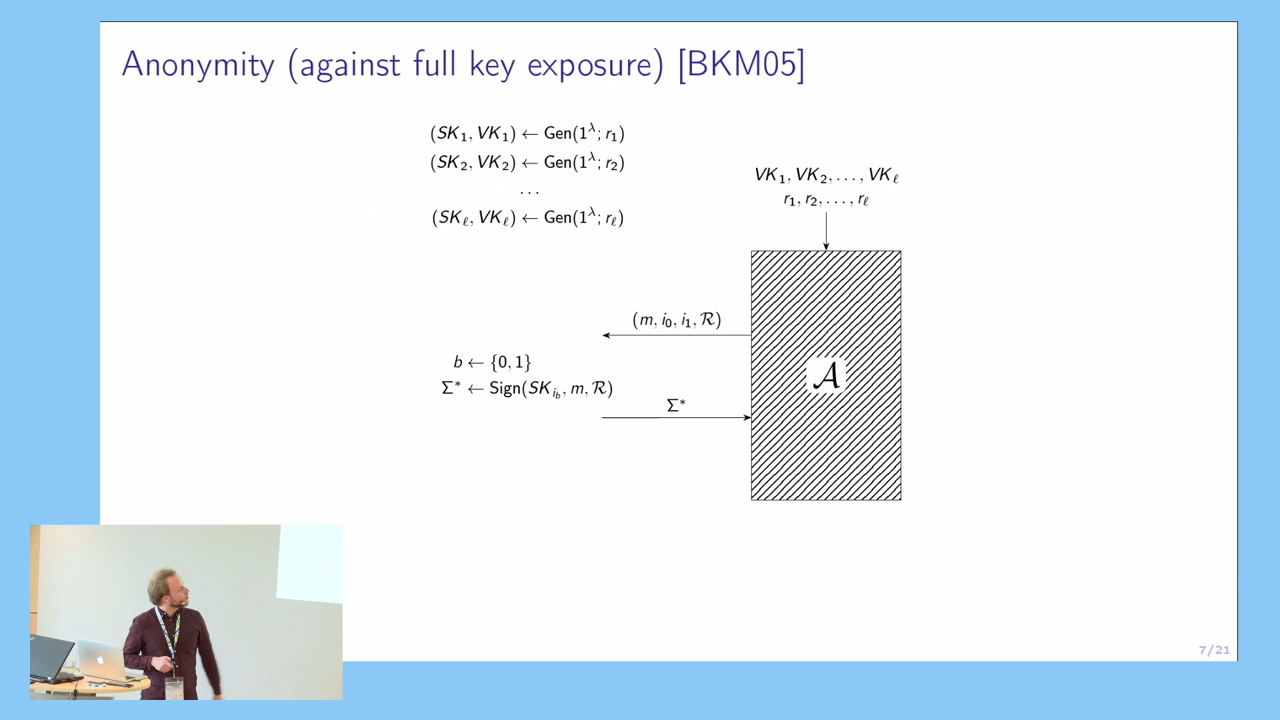 Anonymity (against full key exposure) [BKM05]
(SK₁, VK₁) ← Gen(1^λ; r₁)
(SK₂, VK₂) ← Gen(1^λ; r₂)
...
(SK_ℓ, VK_ℓ) ← Gen(1^λ; r_ℓ)
VK₁, VK₂, . . . , VK_ℓ
r₁, r₂, . . . , r_ℓ
(m, i₀, i₁, R)
b ← {0, 1}
Σ* ← Sign(SK_{i_b}, m, R)
Σ*
A
7/21